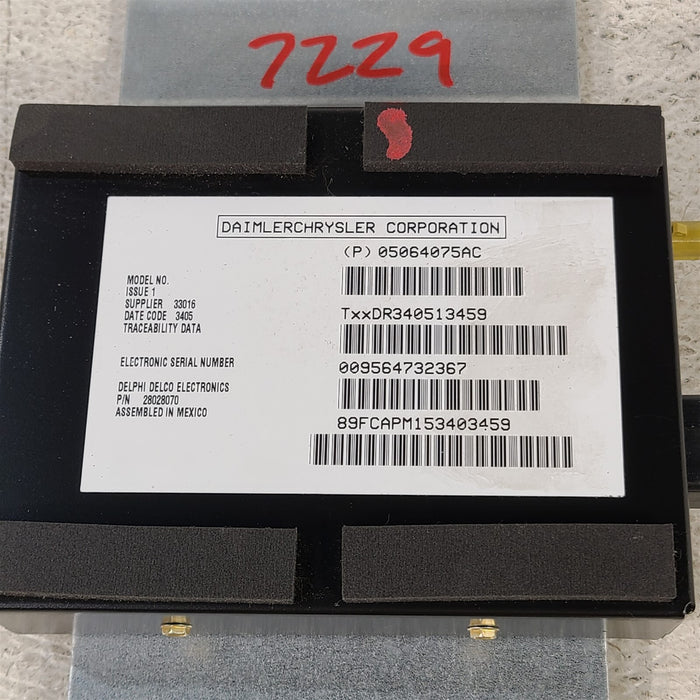 7229
DAIMLERCHRYSLER CORPORATION
(P) 05064075AC
MODEL NO.
ISSUE 1
SUPPLIER 33016
DATE CODE 3405
TRACEABILITY DATA
TxxDR340513459
ELECTRONIC SERIAL NUMBER
009564732367
DELPHI DELCO ELECTRONICS
P/N 28028070
ASSEMBLED IN MEXICO
89FCAPM153403459